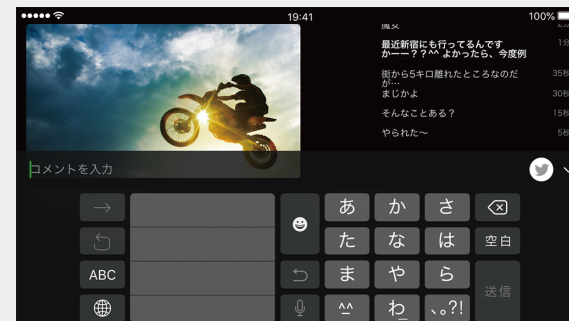 19:41
100%
魔女
最近新宿にも行ってるんです
かーー？？^^ よかったら、今度例
1分
街から5キロ離れたところなのだ
が…
35秒
まじかよ
30秒
そんなことある？
15秒
やられた〜
5秒
コメントを入力
→
あ
か
さ
た
な
は
空白
ABC
ま
や
ら
送信
^^
わ
、。?!